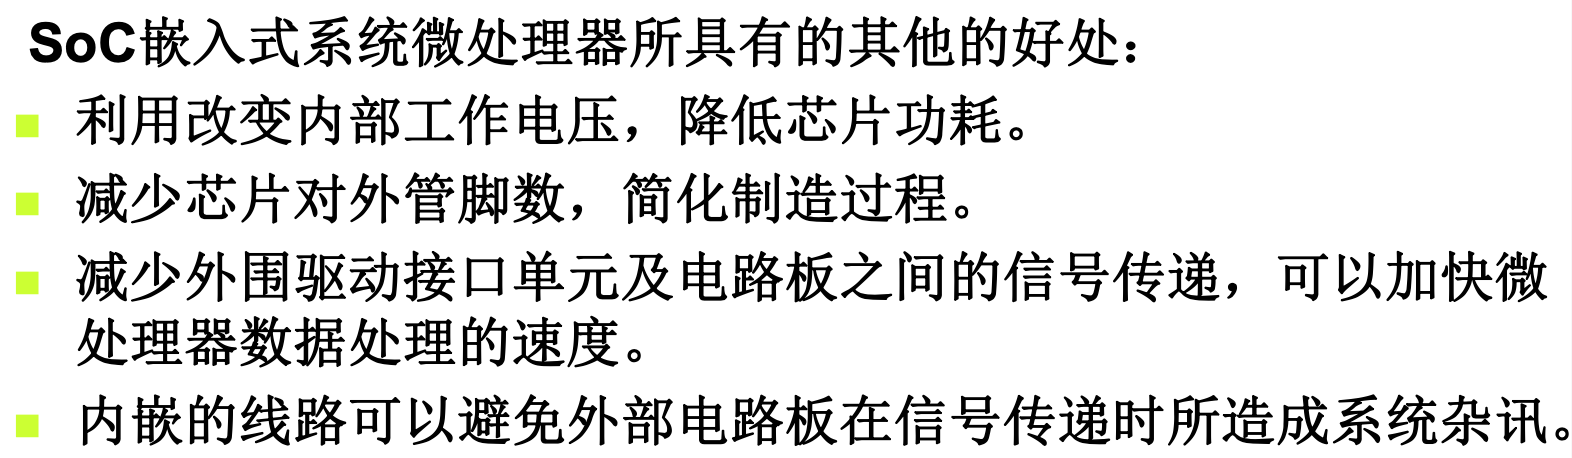 SoC嵌入式系统微处理器所具有的其他的好处：
利用改变内部工作电压，降低芯片功耗。
减少芯片对外管脚数，简化制造过程。
减少外围驱动接口单元及电路板之间的信号传递，可以加快微
处理器数据处理的速度。
内嵌的线路可以避免外部电路板在信号传递时所造成系统杂讯。